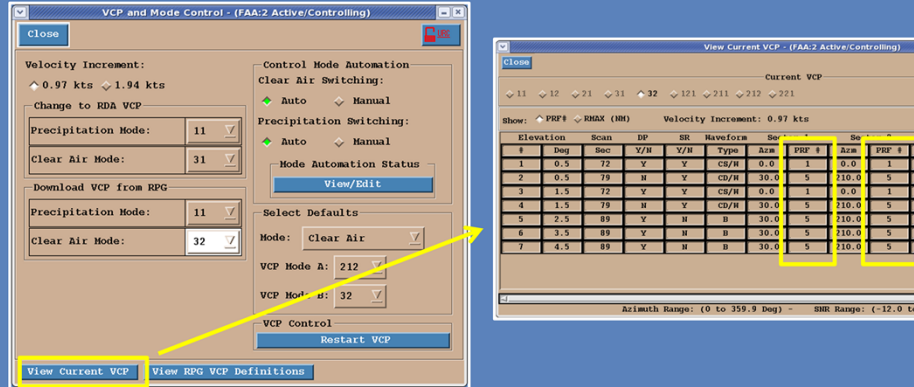 VCP and Mode Control - (FAA:2 Active/Controlling)
Close
URC
Velocity Increment:
0.97 kts 1.94 kts
Change to RDA VCP
Precipitation Mode: 11
Clear Air Mode: 31
Download VCP from RPG
Precipitation Mode: 11
Clear Air Mode: 32
Control Mode Automation
Clear Air Switching:
Auto Manual
Precipitation Switching:
Auto Manual
Mode Automation Status
View/Edit
Select Defaults
Mode: Clear Air
VCP Mode A: 212
VCP Mode B: 32
VCP Control
Restart VCP
View Current VCP View RPG VCP Definitions
View Current VCP - (FAA:2 Active/Controlling)
Close
Current VCP
11 12 21 31 32 121 211 212 221
Show: PRF# RMAX (NM) Velocity Increment: 0.97 kts
Elevation Scan DP SR Waveform
# Deg Sec Y/N Y/N Type Azm PRF # Azm PRF #
1 0.5 72 Y Y CS/W 0.0 1 0.0 1
2 0.5 79 N Y CD/W 30.0 5 210.0 5
3 1.5 72 Y Y CS/W 0.0 1 0.0 1
4 1.5 79 N Y CD/W 30.0 5 210.0 5
5 2.5 89 Y N B 30.0 5 210.0 5
6 3.5 89 Y N B 30.0 5 210.0 5
7 4.5 89 Y N B 30.0 5 210.0 5
Azimuth Range: (0 to 359.9 Deg) - SNR Range: (-12.0 to